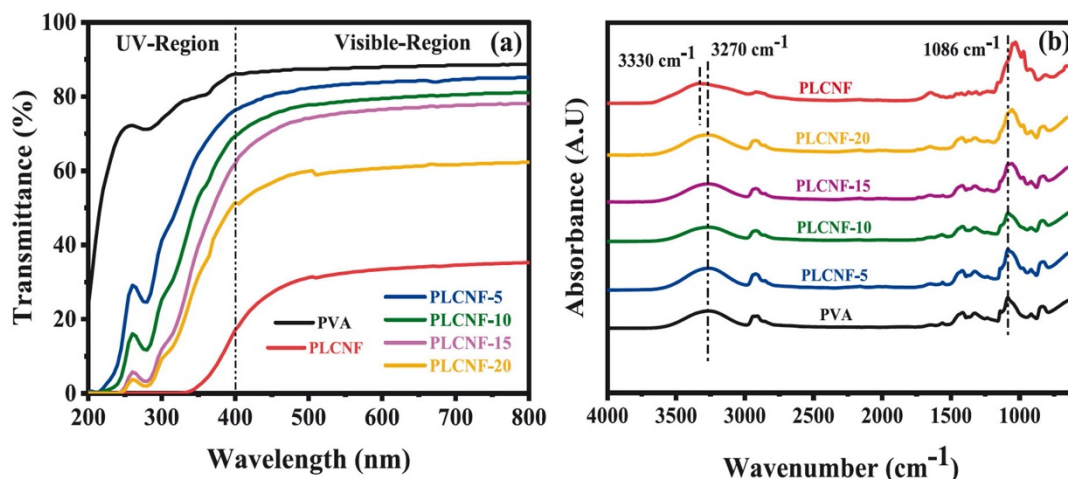 UV-Region
Visible-Region
(a)
Transmittance (%)
100
80
60
40
20
0
PVA
PLCNF
PLCNF-5
PLCNF-10
PLCNF-15
PLCNF-20
200
300
400
500
600
700
800
Wavelength (nm)
3330 cm-1
3270 cm-1
1086 cm-1
(b)
Absorbance (A.U)
PLCNF
PLCNF-20
PLCNF-15
PLCNF-10
PLCNF-5
PVA
4000
3500
3000
2500
2000
1500
1000
Wavenumber (cm-1)